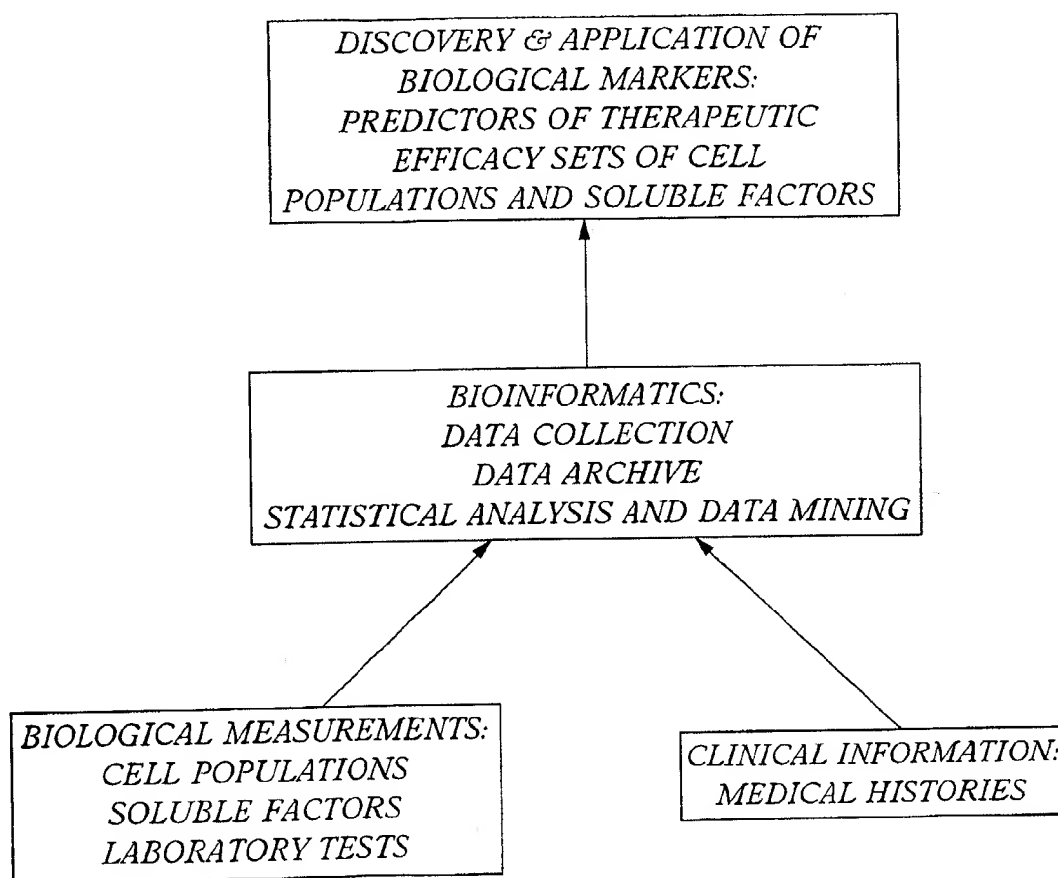 DISCOVERY & APPLICATION OF
BIOLOGICAL MARKERS:
PREDICTORS OF THERAPEUTIC
EFFICACY SETS OF CELL
POPULATIONS AND SOLUBLE FACTORS
BIOINFORMATICS:
DATA COLLECTION
DATA ARCHIVE
STATISTICAL ANALYSIS AND DATA MINING
BIOLOGICAL MEASUREMENTS:
CELL POPULATIONS
SOLUBLE FACTORS
LABORATORY TESTS
CLINICAL INFORMATION:
MEDICAL HISTORIES